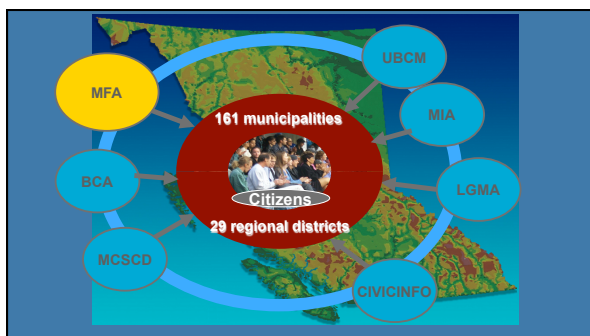 UBCM
MFA
MIA
161 municipalities
BCA
LGMA
Citizens
29 regional districts
MCSCD
CIVICINFO